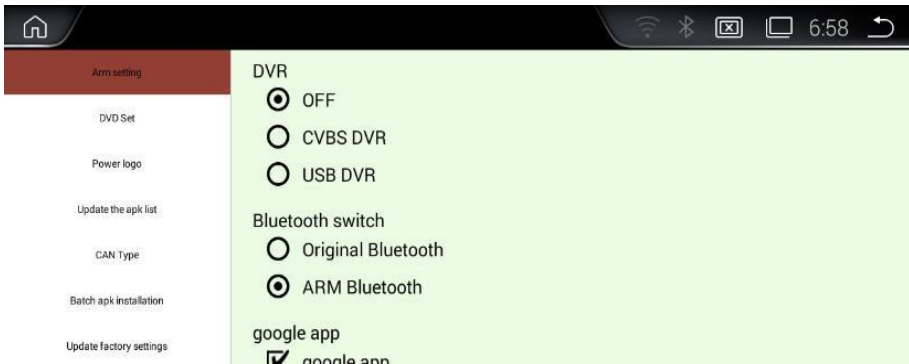 6:58
Arm setting
DVD Set
Power logo
Update the apk list
CAN Type
Batch apk installation
Update factory settings
DVR
OFF
CVBS DVR
USB DVR
Bluetooth switch
Original Bluetooth
ARM Bluetooth
google app
google app